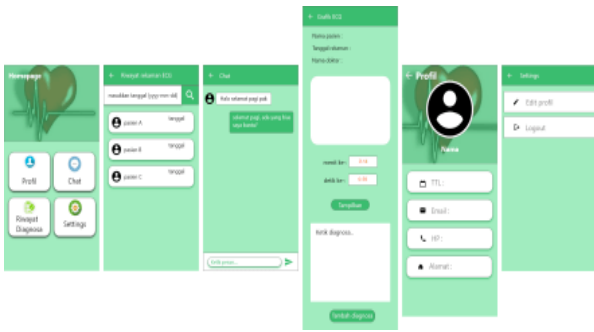 Homepage
Profil
Chat
Riwayat
Diagnosa
Settings
Riwayat rekaman ECG
masukkan tanggal (yyyy-mm-dd)
pasien A
tanggal
pasien B
tanggal
pasien C
tanggal
Chat
Halo selamat pagi pak
selamat pagi, ada yang bisa
saya bantu?
Ketik pesan...
Grafik ECG
Nama pasien :
Tanggal rekaman :
Nama dokter :
menit ke-:
detik ke-:
Tampilkan
Ketik diagnosa...
Tambah diagnosa
Profil
Nama
TTL :
Email :
HP :
Alamat :
Settings
Edit profil
Logout